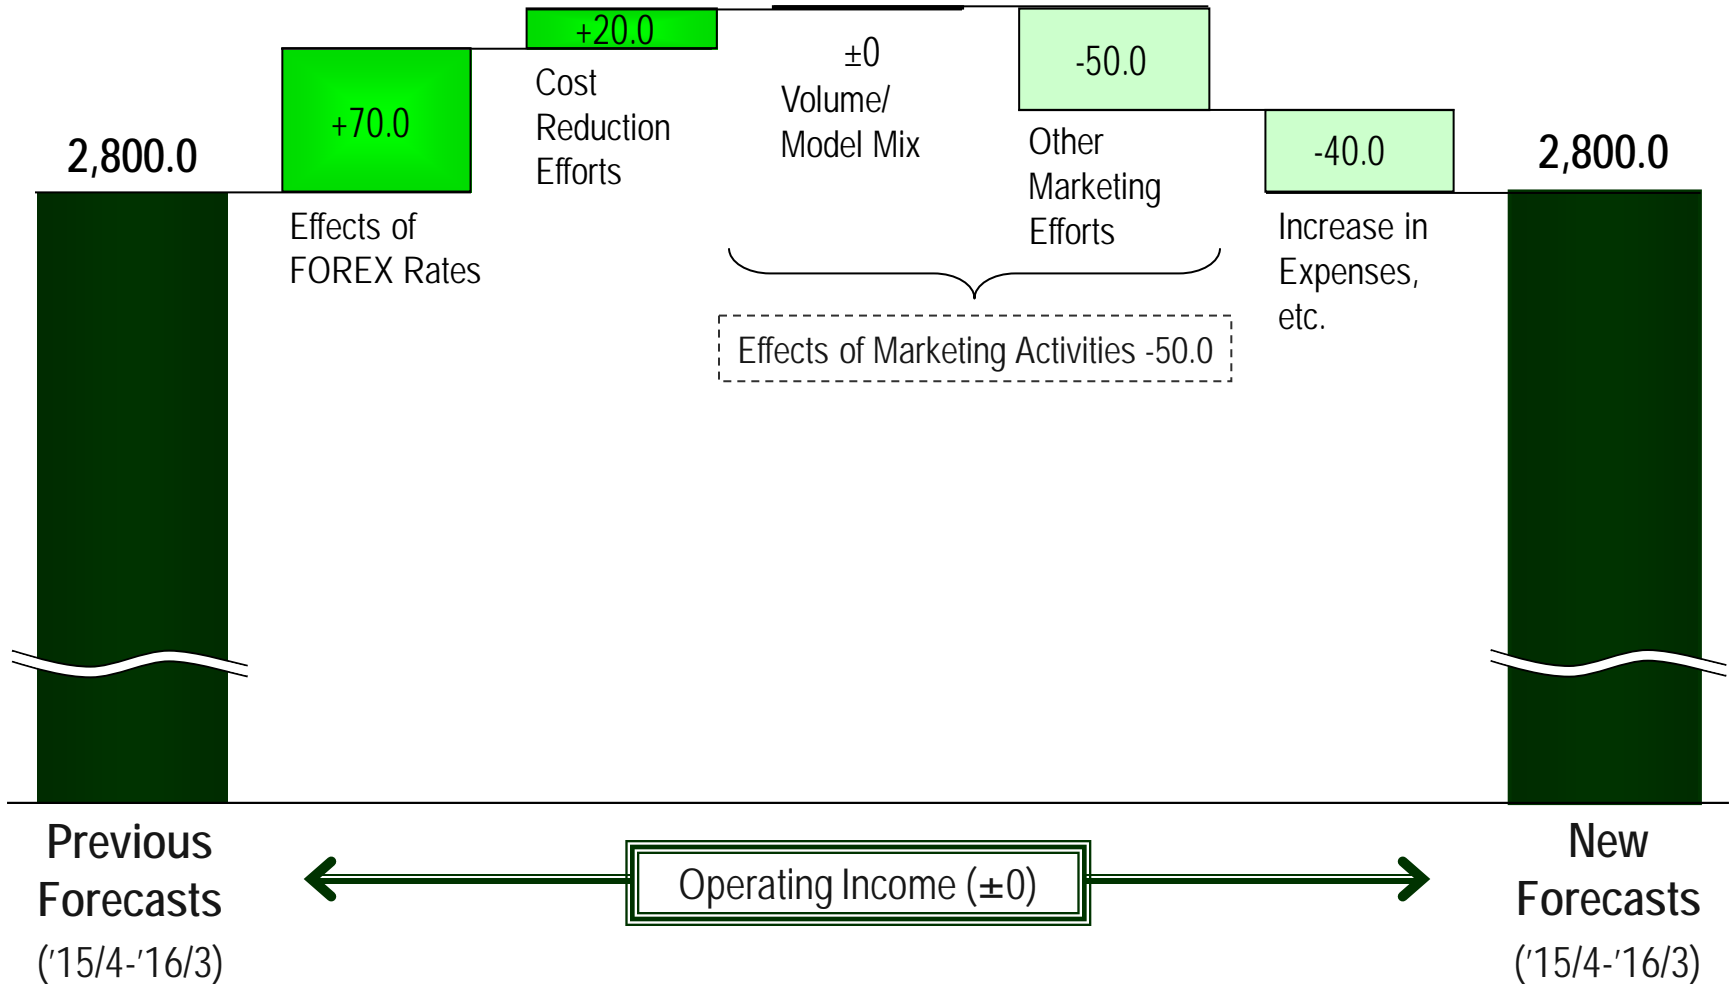 2,800.0
+70.0
Effects of
FOREX Rates
+20.0
Cost
Reduction
Efforts
±0
Volume/
Model Mix
-50.0
Other
Marketing
Efforts
Effects of Marketing Activities -50.0
-40.0
Increase in
Expenses,
etc.
2,800.0
Previous
Forecasts
('15/4-'16/3)
Operating Income (±0)
New
Forecasts
('15/4-'16/3)